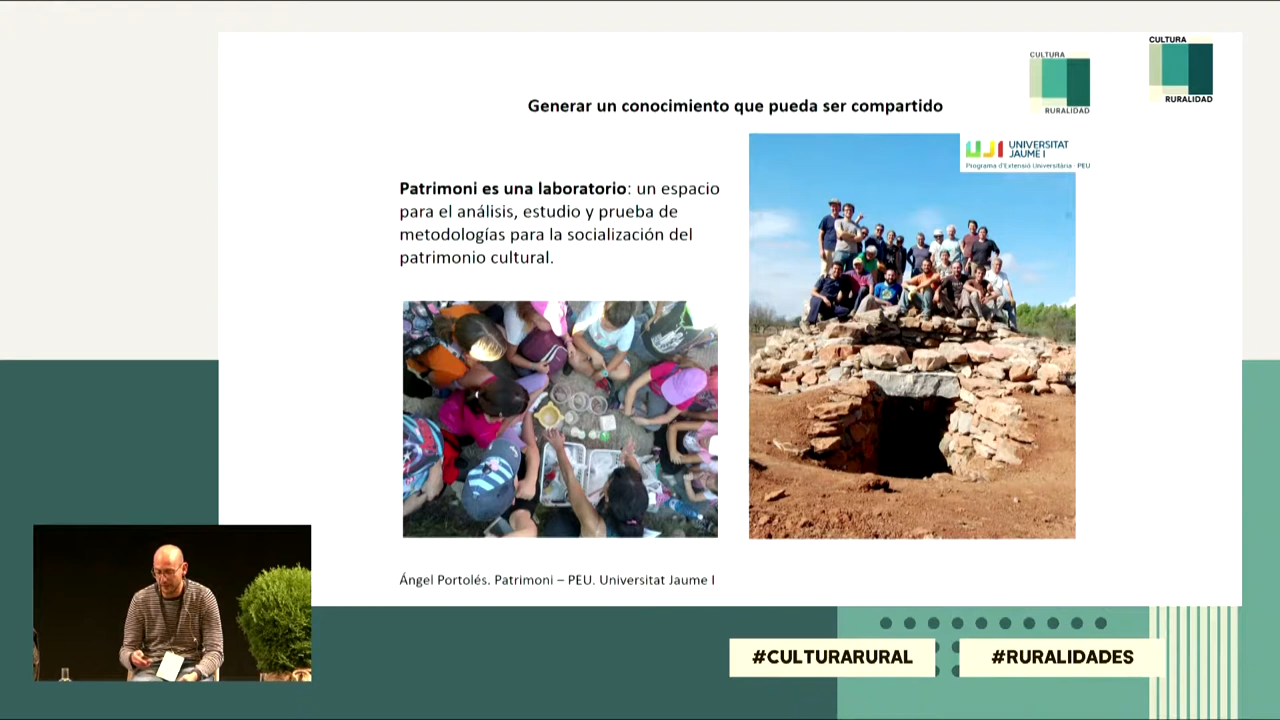 CULTURA
RURALIDAD
CULTURA
RURALIDAD
Generar un conocimiento que pueda ser compartido
UJI UNIVERSITAT
JAUME I
Programa d'Extensió Universitària · PEU
Patrimoni es una laboratorio: un espacio
para el análisis, estudio y prueba de
metodologías para la socialización del
patrimonio cultural.
Ángel Portolés. Patrimoni – PEU. Universitat Jaume I
#CULTURARURAL
#RURALIDADES